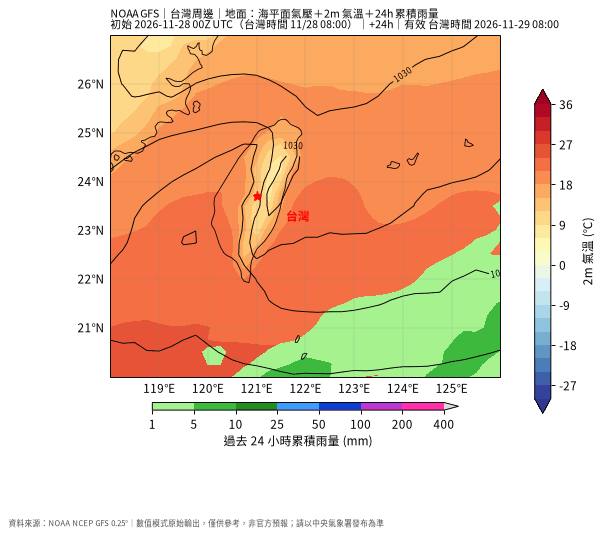 NOAA GFS｜台灣周邊｜地面：海平面氣壓＋2m 氣溫＋24h 累積雨量
初始 2026-11-28 00Z UTC（台灣時間 11/28 08:00）｜+24h｜有效 台灣時間 2026-11-29 08:00
26°N
25°N
24°N
23°N
22°N
21°N
1030
1030
台灣
10
119°E 120°E 121°E 122°E 123°E 124°E 125°E
36
27
18
9
0
-9
-18
-27
2m 氣溫 (°C)
1 5 10 25 50 100 200 400
過去 24 小時累積雨量 (mm)
資料來源：NOAA NCEP GFS 0.25°｜數值模式原始輸出，僅供參考，非官方預報；請以中央氣象署發布為準